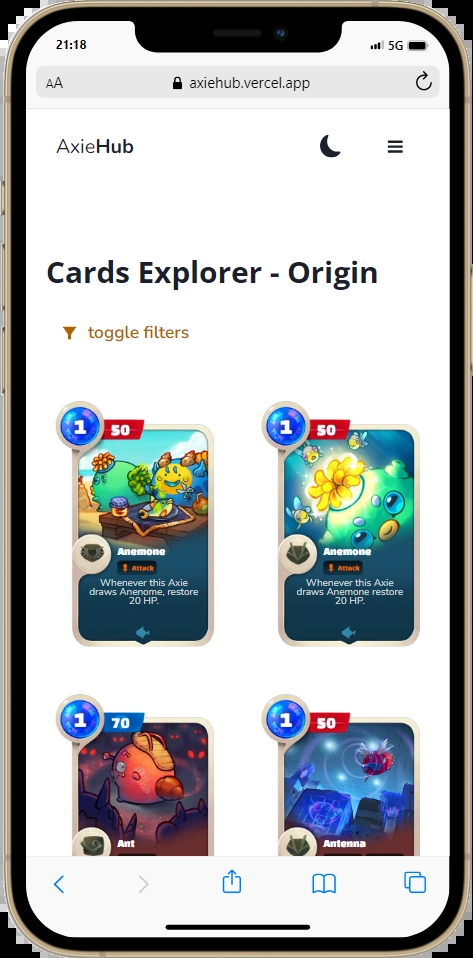 21:18
5G
AA
axiehub.vercel.app
AxieHub
Cards Explorer - Origin
toggle filters
1
50
Anemone
Attack
Whenever this Axie
draws Anenome, restore
20 HP.
1
50
Anemone
Attack
Whenever this Axie
draws Anemone restore
20 HP.
1
70
Ant
1
50
Antenna